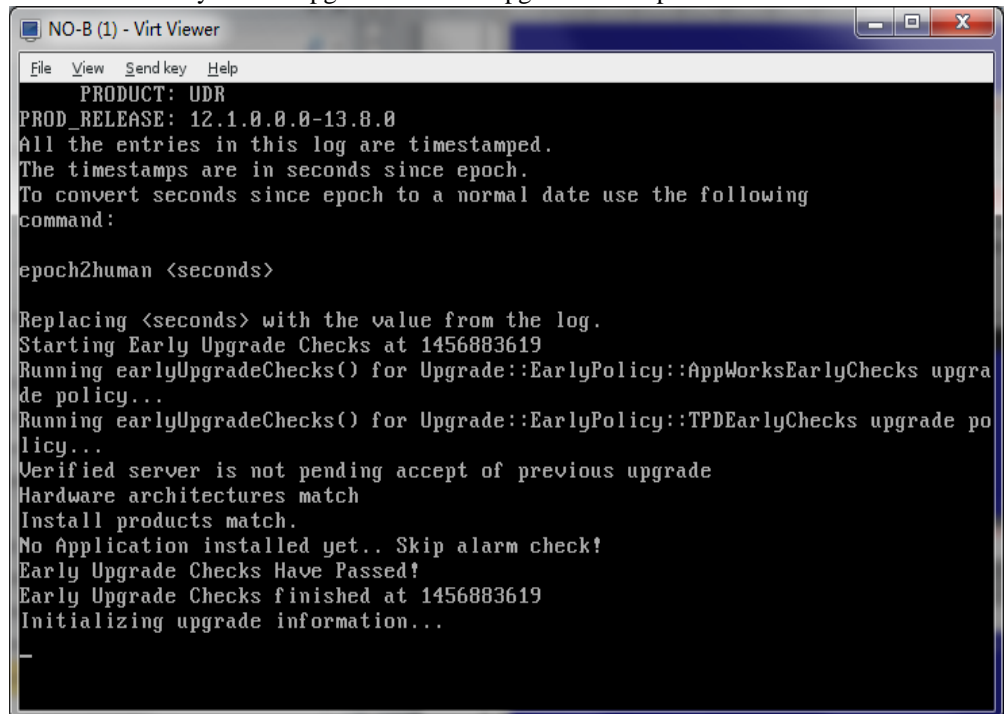 NO-B (1) - Virt Viewer
File View Send key Help
PRODUCT: UDR
PROD_RELEASE: 12.1.0.0.0-13.8.0
All the entries in this log are timestamped.
The timestamps are in seconds since epoch.
To convert seconds since epoch to a normal date use the following
command:
epoch2human <seconds>
Replacing <seconds> with the value from the log.
Starting Early Upgrade Checks at 1456883619
Running earlyUpgradeChecks() for Upgrade::EarlyPolicy::AppWorksEarlyChecks upgra
de policy...
Running earlyUpgradeChecks() for Upgrade::EarlyPolicy::TPDEarlyChecks upgrade po
licy...
Verified server is not pending accept of previous upgrade
Hardware architectures match
Install products match.
No Application installed yet.. Skip alarm check!
Early Upgrade Checks Have Passed!
Early Upgrade Checks finished at 1456883619
Initializing upgrade information...